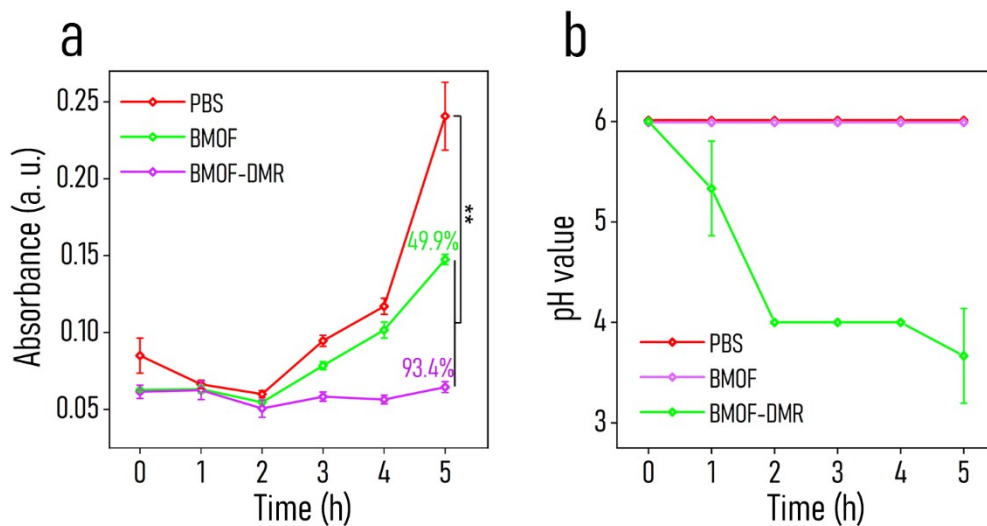 a
Absorbance (a. u.)
0.25
0.20
0.15
0.10
0.05
PBS
BMOF
BMOF-DMR
49.9%
93.4%
**
0 1 2 3 4 5
Time (h)
b
pH value
6
5
4
3
PBS
BMOF
BMOF-DMR
0 1 2 3 4 5
Time (h)